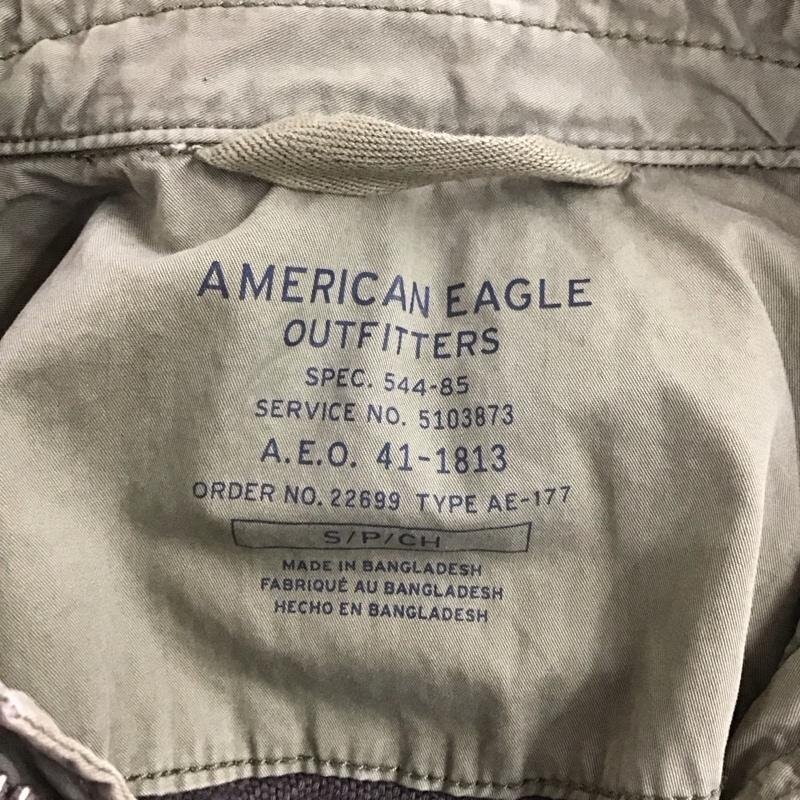 AMERICAN EAGLE
OUTFITTERS
SPEC. 544-85
SERVICE NO. 5103873
A.E.O. 41-1813
ORDER NO. 22699 TYPE AE-177
S/P/CH
MADE IN BANGLADESH
FABRIQUÉ AU BANGLADESH
HECHO EN BANGLADESH